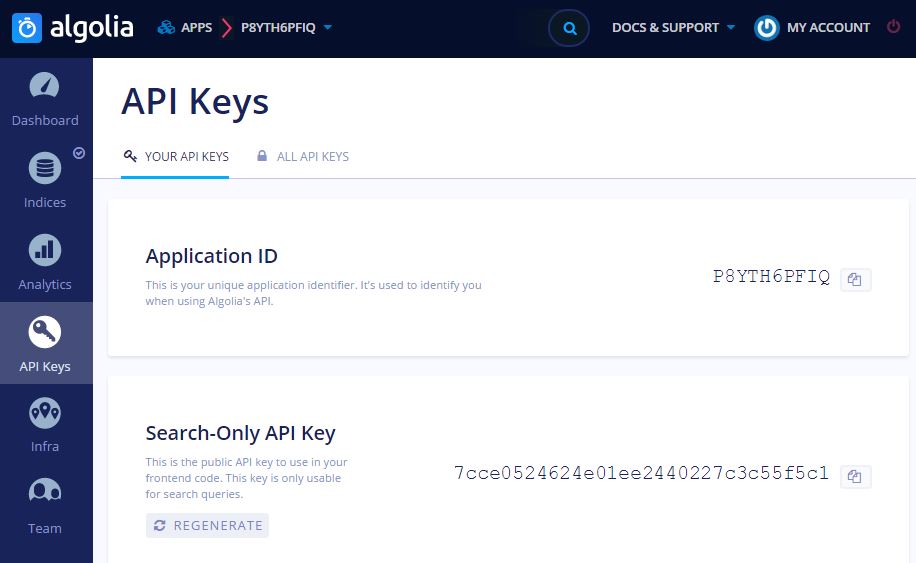 algolia APPS P8YTH6PFIQ DOCS & SUPPORT MY ACCOUNT
Dashboard
Indices
Analytics
API Keys
Infra
Team
API Keys
YOUR API KEYS ALL API KEYS
Application ID
This is your unique application identifier. It's used to identify you
when using Algolia's API.
P8YTH6PFIQ
Search-Only API Key
This is the public API key to use in your
frontend code. This key is only usable
for search queries.
7cce0524624e01ee2440227c3c55f5c1
REGENERATE